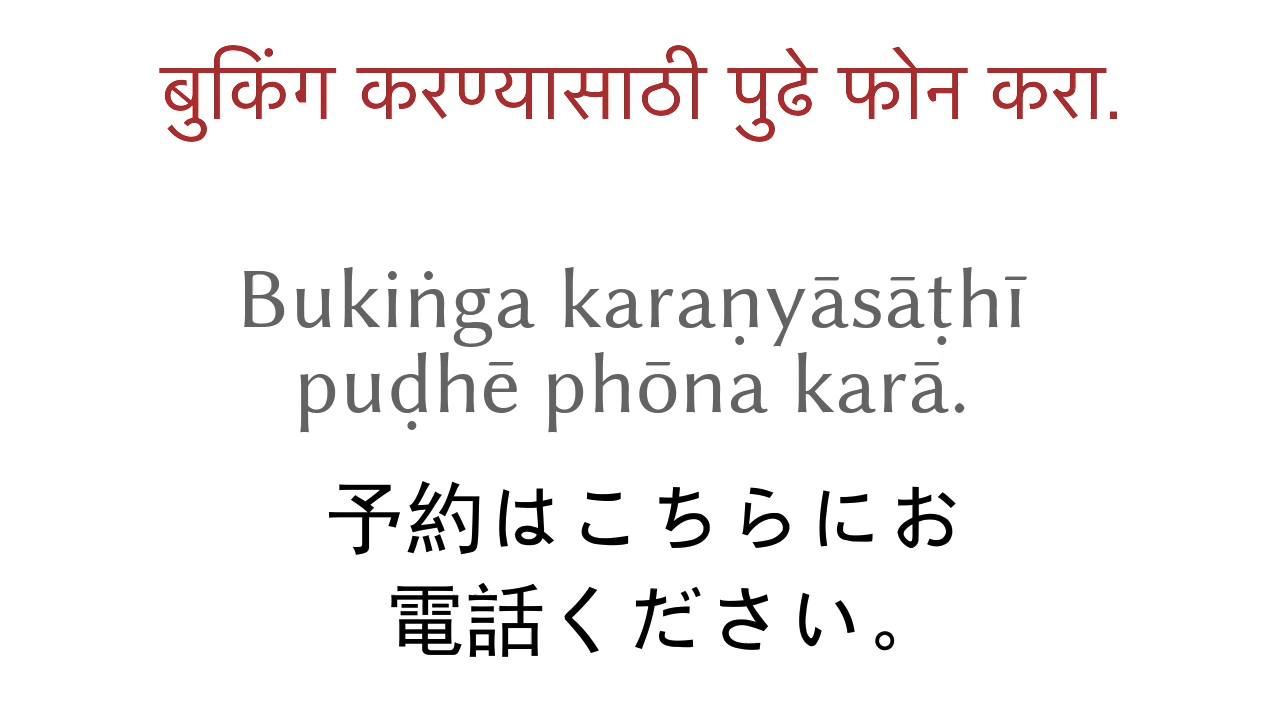 बुकिंग करण्यासाठी पुढे फोन करा.
Bukiṅga karaṇyāsāṭhī
puḍhē phōna karā.
予約はこちらにお
電話ください。